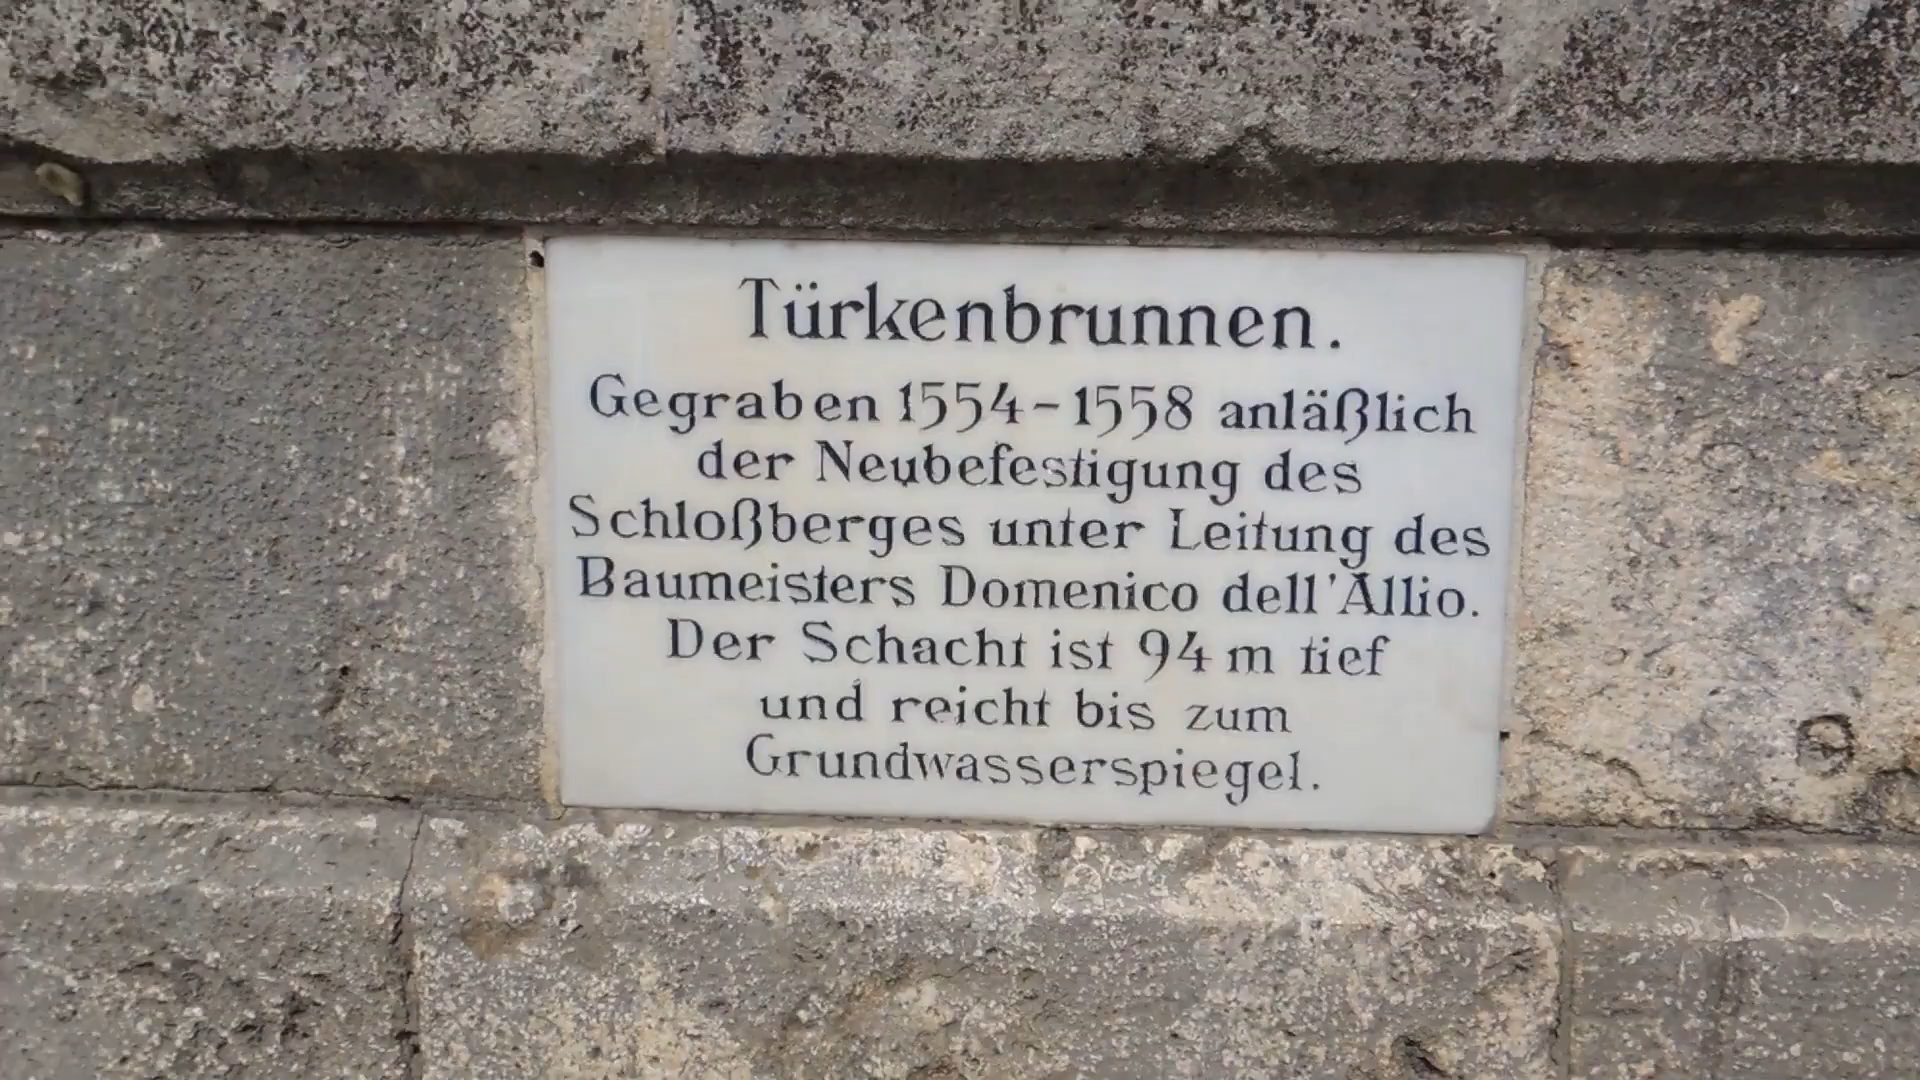 Türkenbrunnen.
Gegraben 1554-1558 anläßlich
der Neubefestigung des
Schloßberges unter Leitung des
Baumeisters Domenico dell'Allio.
Der Schacht ist 94 m tief
und reicht bis zum
Grundwasserspiegel.